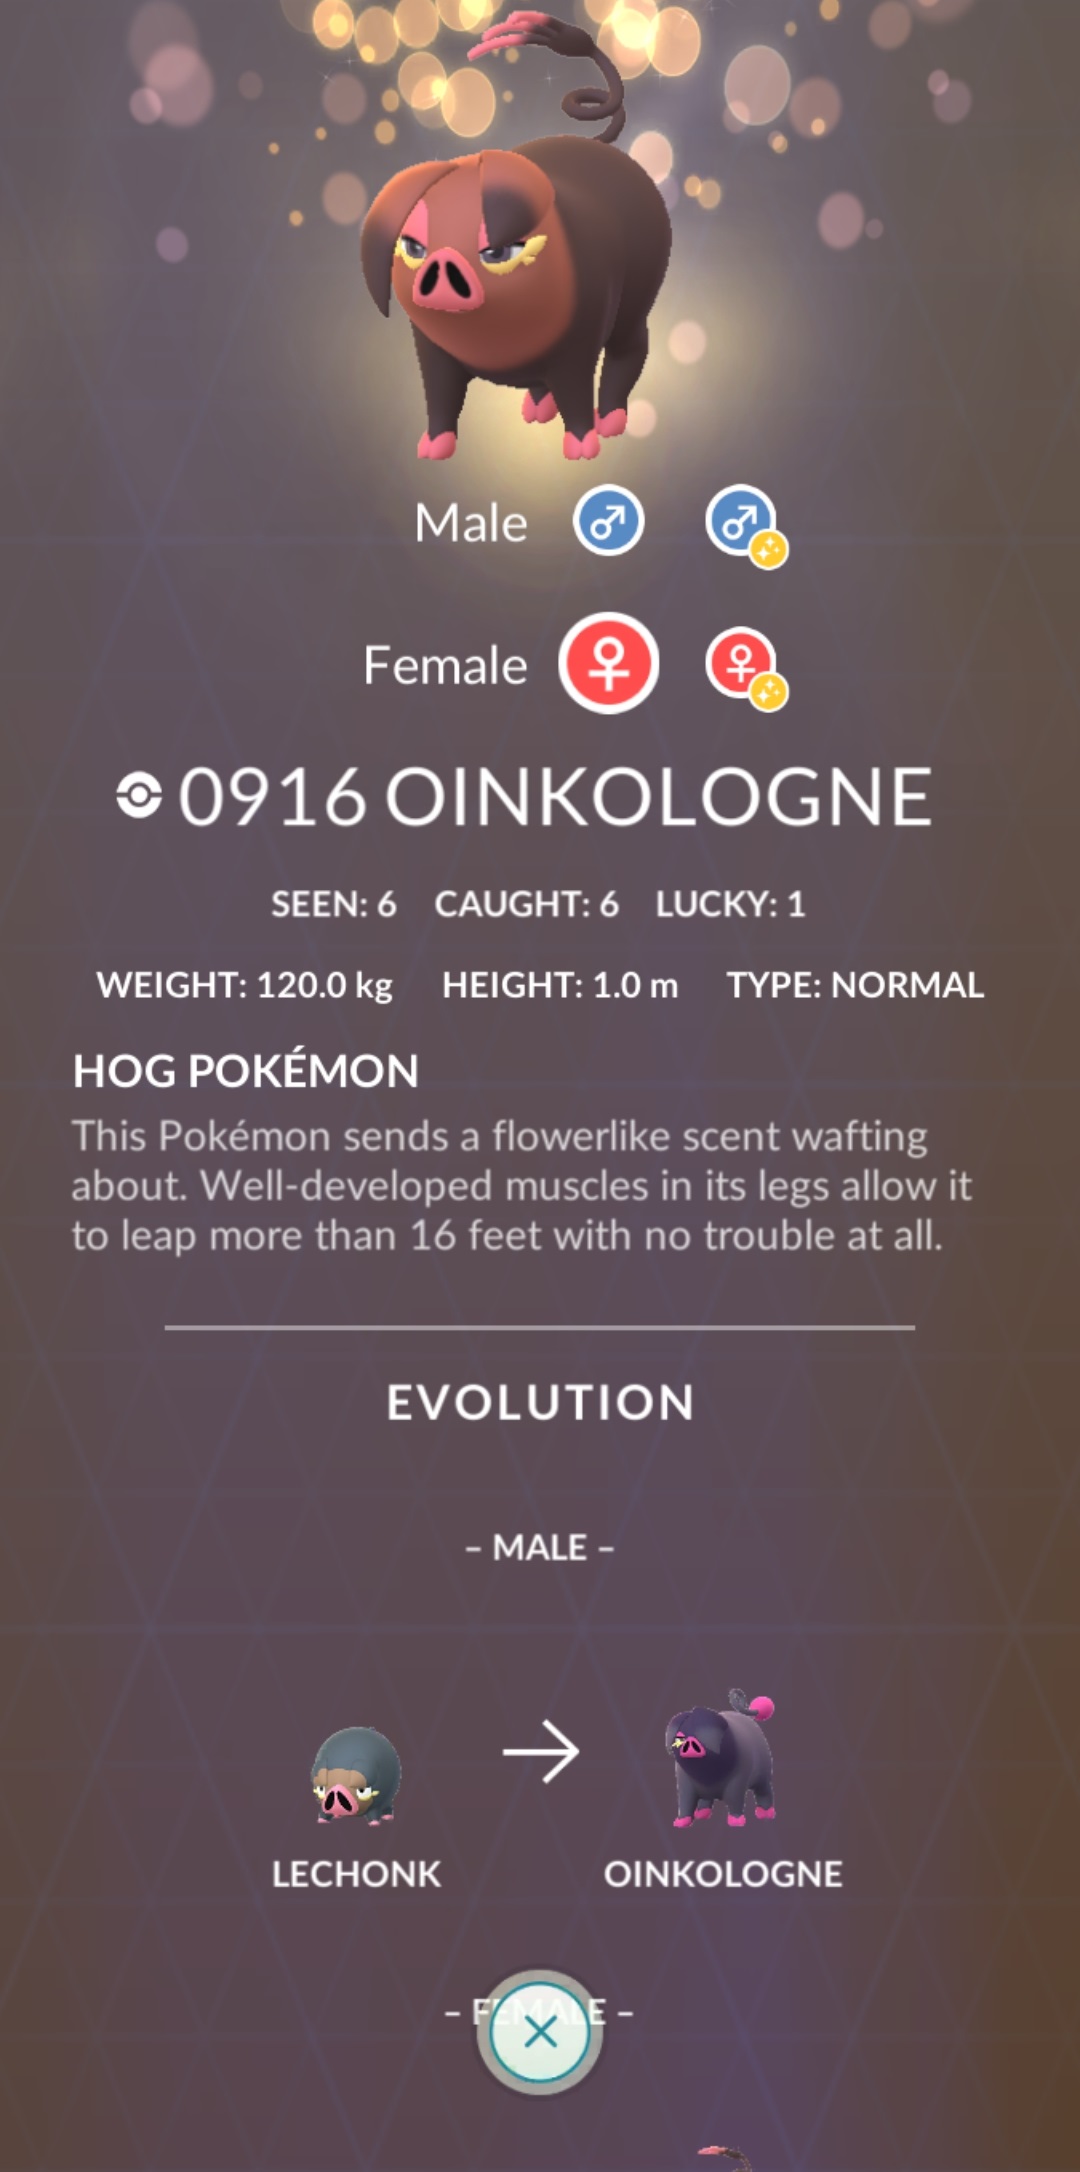 Male
Female
0916 OINKOLOGNE
SEEN: 6 CAUGHT: 6 LUCKY: 1
WEIGHT: 120.0 kg HEIGHT: 1.0 m TYPE: NORMAL
HOG POKÉMON
This Pokémon sends a flowerlike scent wafting
about. Well-developed muscles in its legs allow it
to leap more than 16 feet with no trouble at all.
EVOLUTION
– MALE –
LECHONK OINKOLOGNE
– FEMALE –